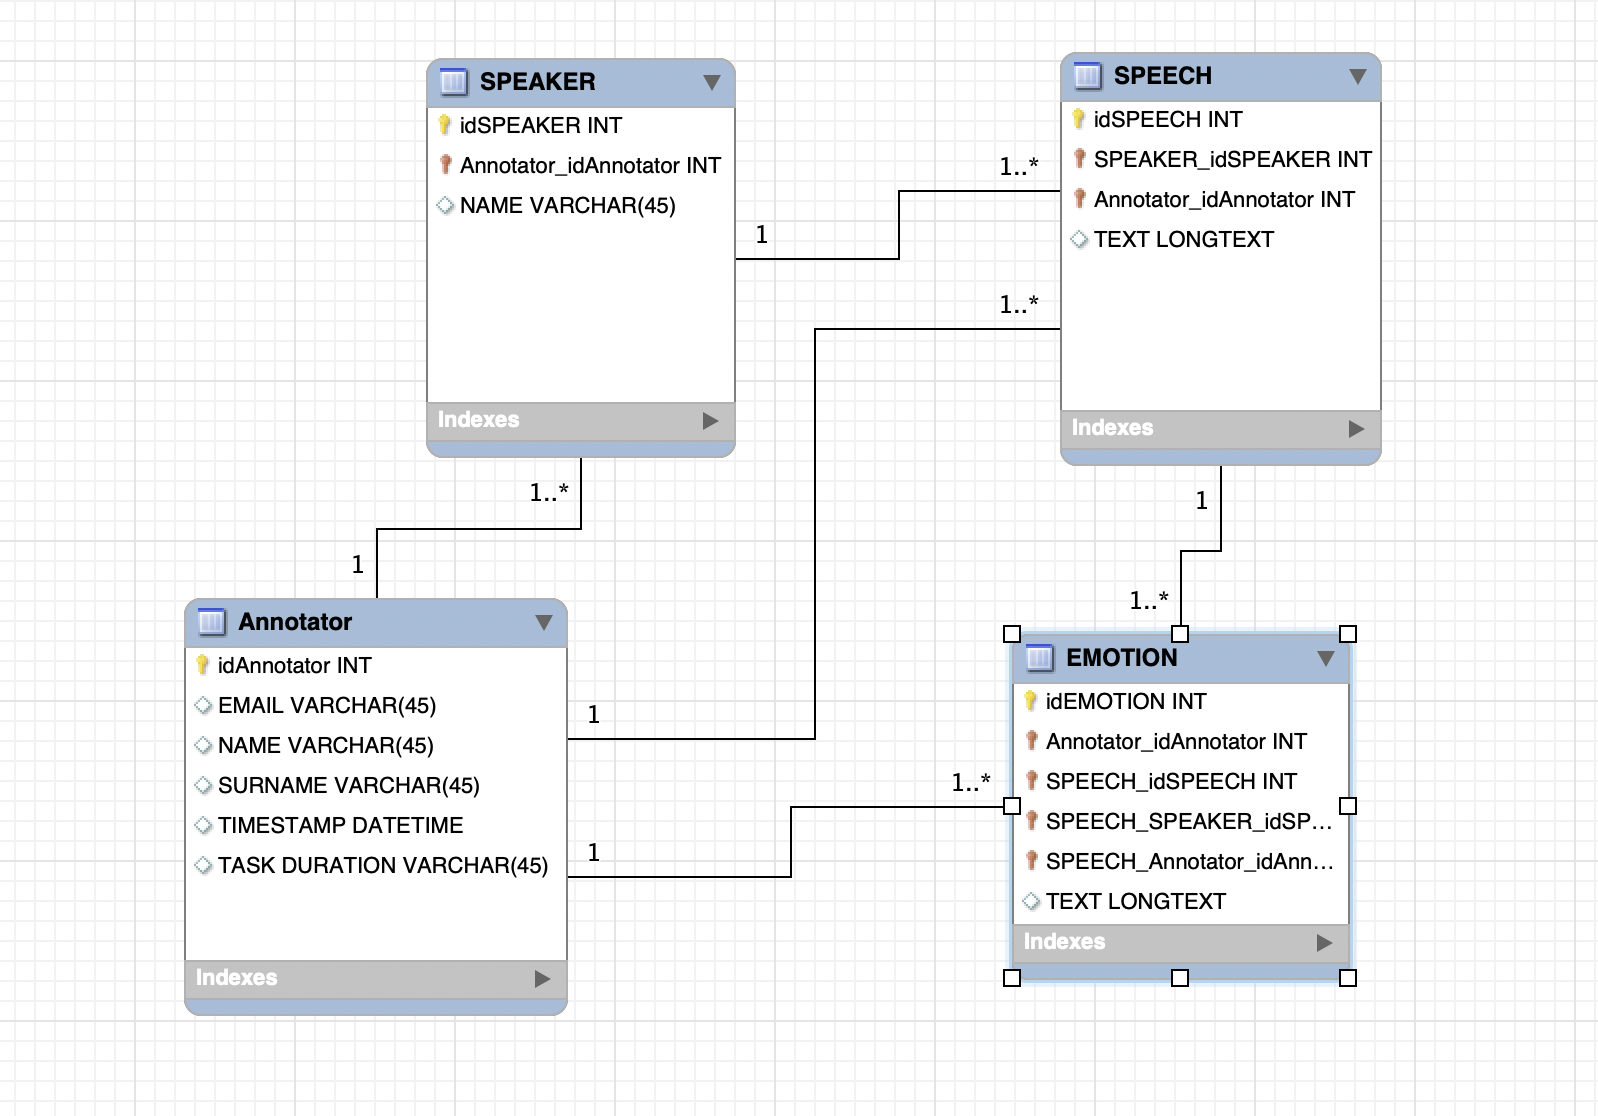 SPEAKER
idSPEAKER INT
Annotator_idAnnotator INT
NAME VARCHAR(45)
Indexes
SPEECH
idSPEECH INT
SPEAKER_idSPEAKER INT
Annotator_idAnnotator INT
TEXT LONGTEXT
Indexes
1
1..*
1..*
1..*
1
1
1..*
Annotator
idAnnotator INT
EMAIL VARCHAR(45)
NAME VARCHAR(45)
SURNAME VARCHAR(45)
TIMESTAMP DATETIME
TASK DURATION VARCHAR(45)
Indexes
1
1
1..*
EMOTION
idEMOTION INT
Annotator_idAnnotator INT
SPEECH_idSPEECH INT
SPEECH_SPEAKER_idSP...
SPEECH_Annotator_idAnn...
TEXT LONGTEXT
Indexes